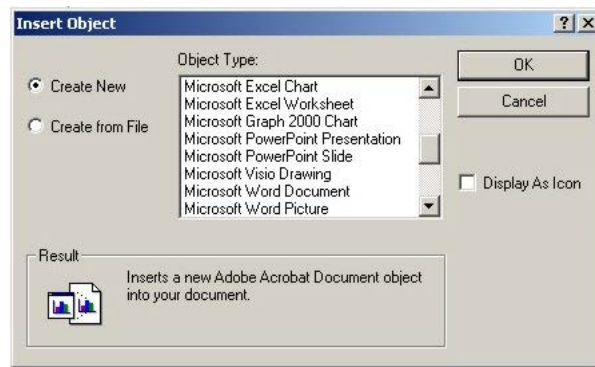 Insert Object
Object Type:
Create New
Create from File
Microsoft Excel Chart
Microsoft Excel Worksheet
Microsoft Graph 2000 Chart
Microsoft PowerPoint Presentation
Microsoft PowerPoint Slide
Microsoft Visio Drawing
Microsoft Word Document
Microsoft Word Picture
OK
Cancel
Display As Icon
Result
Inserts a new Adobe Acrobat Document object
into your document.